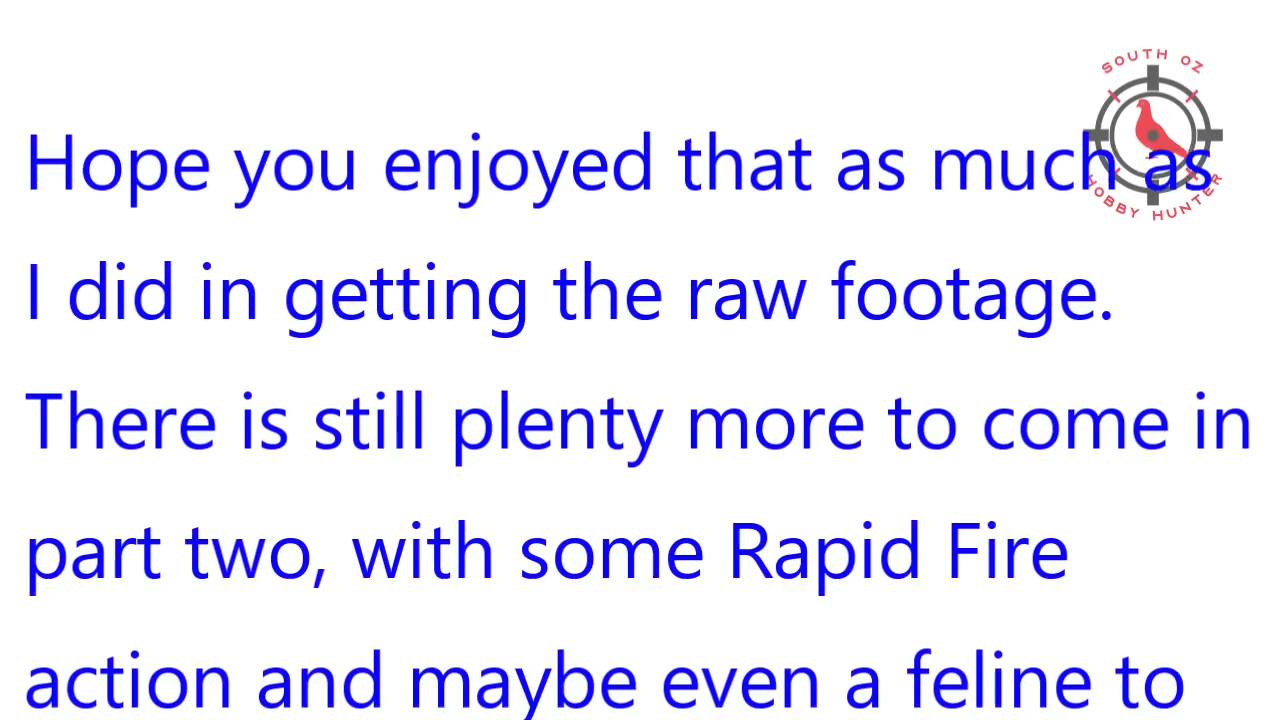 SOUTH OZ
HOBBY HUNTER
Hope you enjoyed that as much as
I did in getting the raw footage.
There is still plenty more to come in
part two, with some Rapid Fire
action and maybe even a feline to